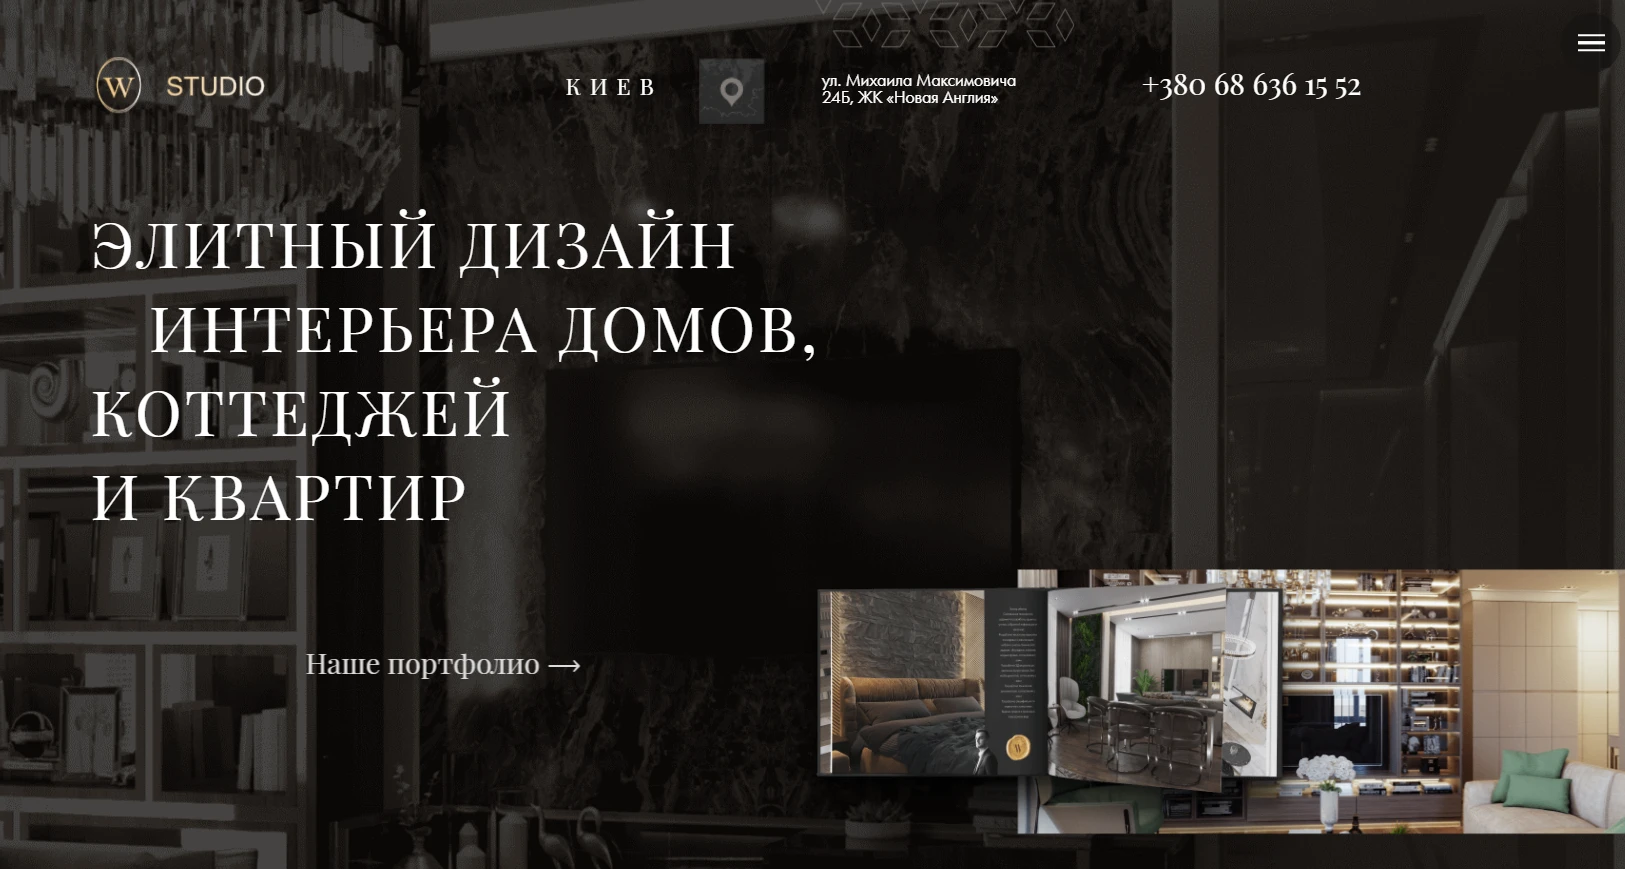 W STUDIO
КИЕВ
ул. Михаила Максимовича
24Б, ЖК «Новая Англия»
+380 68 636 15 52
ЭЛИТНЫЙ ДИЗАЙН
ИНТЕРЬЕРА ДОМОВ,
КОТТЕДЖЕЙ
И КВАРТИР
Наше портфолио →
W